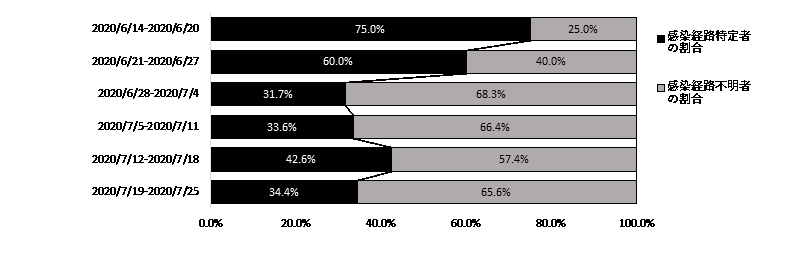 2020/6/14-2020/6/20 75.0% 25.0%
2020/6/21-2020/6/27 60.0% 40.0%
2020/6/28-2020/7/4 31.7% 68.3%
2020/7/5-2020/7/11 33.6% 66.4%
2020/7/12-2020/7/18 42.6% 57.4%
2020/7/19-2020/7/25 34.4% 65.6%
0.0% 20.0% 40.0% 60.0% 80.0% 100.0%
感染経路特定者
の割合
感染経路不明者
の割合